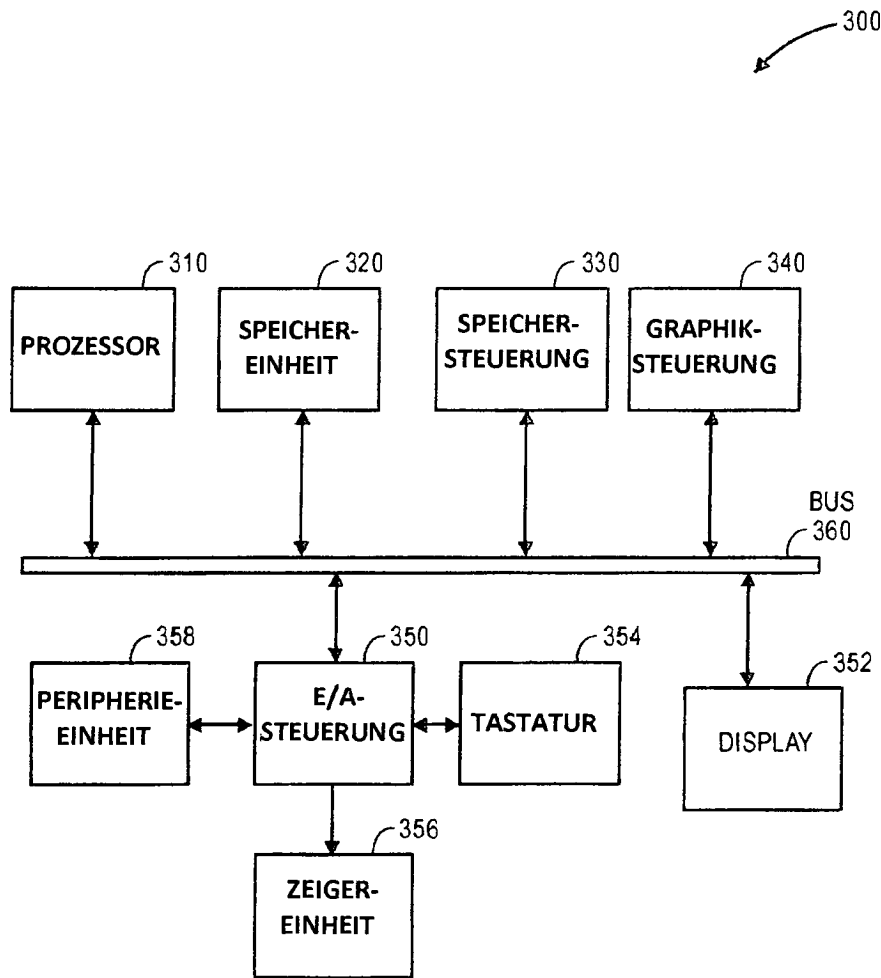 300
310
320
330
340
PROZESSOR
SPEICHER-
EINHEIT
SPEICHER-
STEUERUNG
GRAPHIK-
STEUERUNG
BUS
360
358
350
354
352
PERIPHERIE-
EINHEIT
E/A-
STEUERUNG
TASTATUR
DISPLAY
356
ZEIGER-
EINHEIT